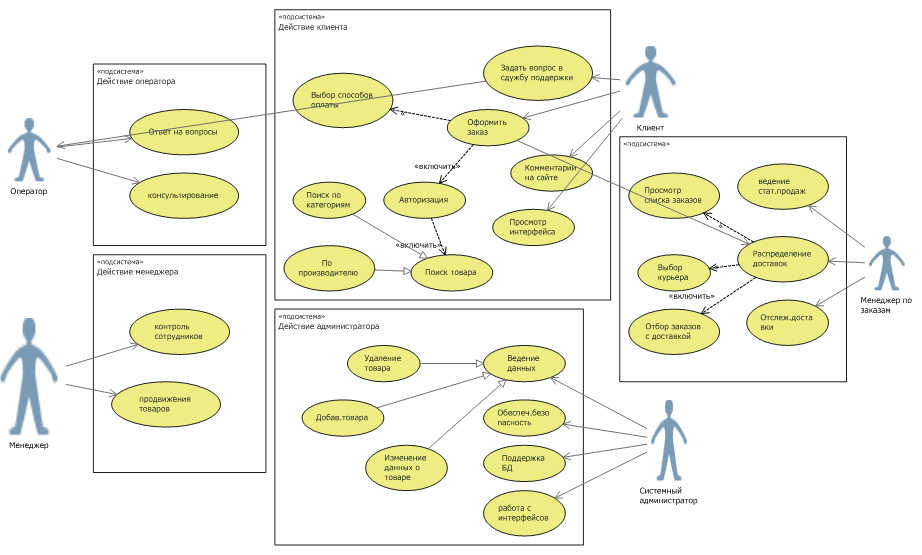 «подсистема»
Действие клиента
Задать вопрос в
сдужбу поддержки
Выбор способов
оплаты
«
Оформить
заказ
«включить»
Комментарии
на сайте
Поиск по
категориям
Авторизация
Просмотр
интерфейса
«включить»
По
производителю
Поиск товара
Клиент
«подсистема»
Действие оператора
Ответ на вопросы
консультирование
Оператор
«подсистема»
Просмотр
списка заказов
ведение
стат.продаж
«
Распределение
доставок
Выбор
курьера
«включить»
Отбор заказов
с доставкой
Отслеж.доста
вки
Менеджер по
заказам
«подсистема»
Действие менеджера
контроль
сотрудников
продвижения
товаров
Менеджер
«подсистема»
Действие администратора
Удаление
товара
Ведение
данных
Добав.товара
Обеспеч.безо
пасность
Изменение
данных о
товаре
Поддержка
БД
работа с
интерфейсов
Системный
администратор